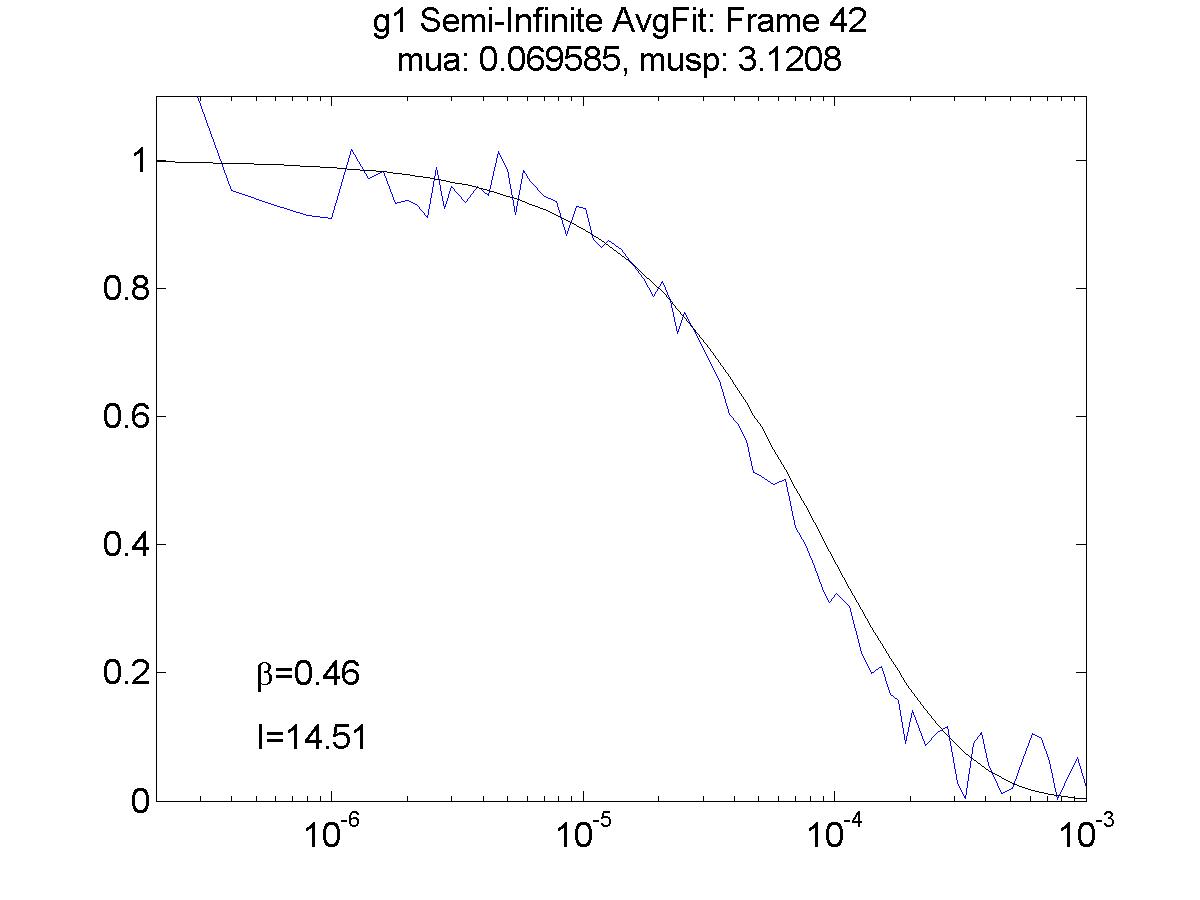 g1 Semi-Infinite AvgFit: Frame 42
mua: 0.069585, musp: 3.1208
1
0.8
0.6
0.4
0.2
0
β=0.46
I=14.51
10^-6
10^-5
10^-4
10^-3